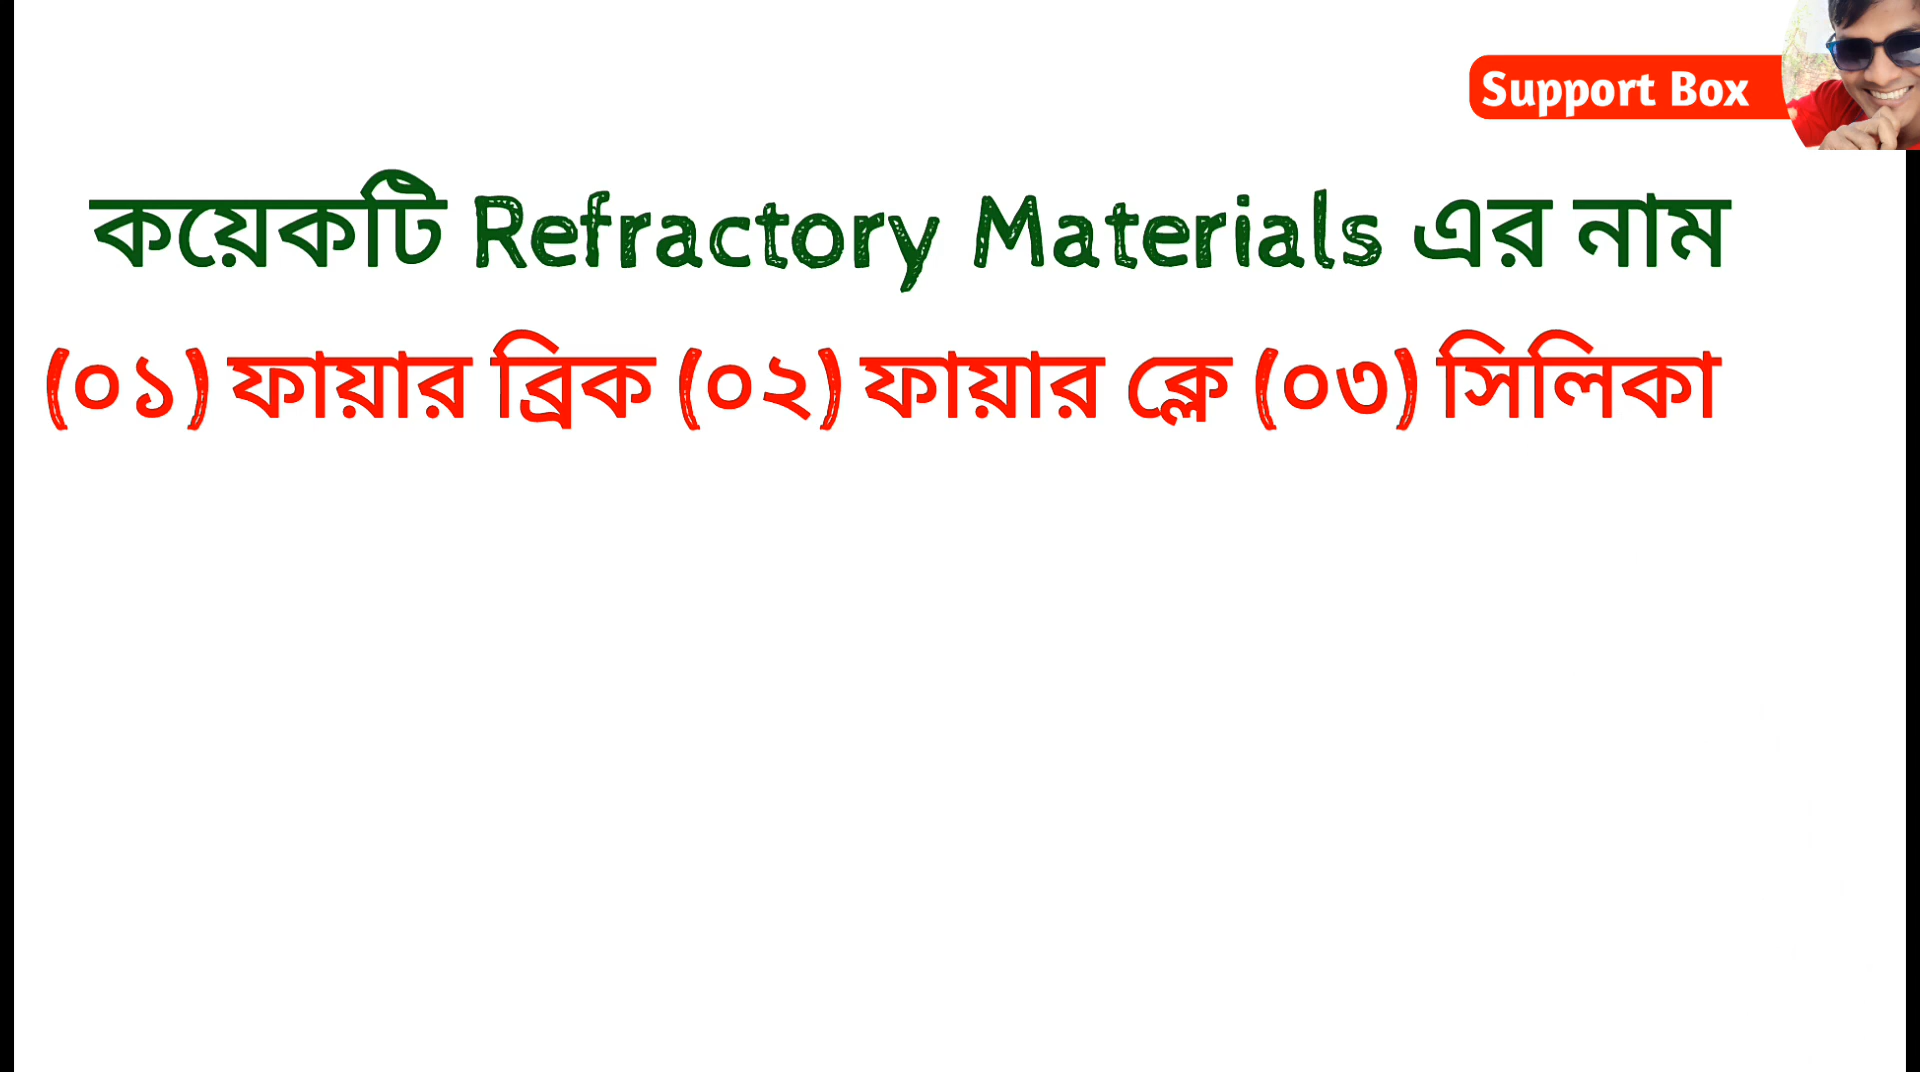 Support Box
কয়েকটি Refractory Materials এর নাম
(০১) ফায়ার ব্রিক (০২) ফায়ার ক্লে (০৩) সিলিকা